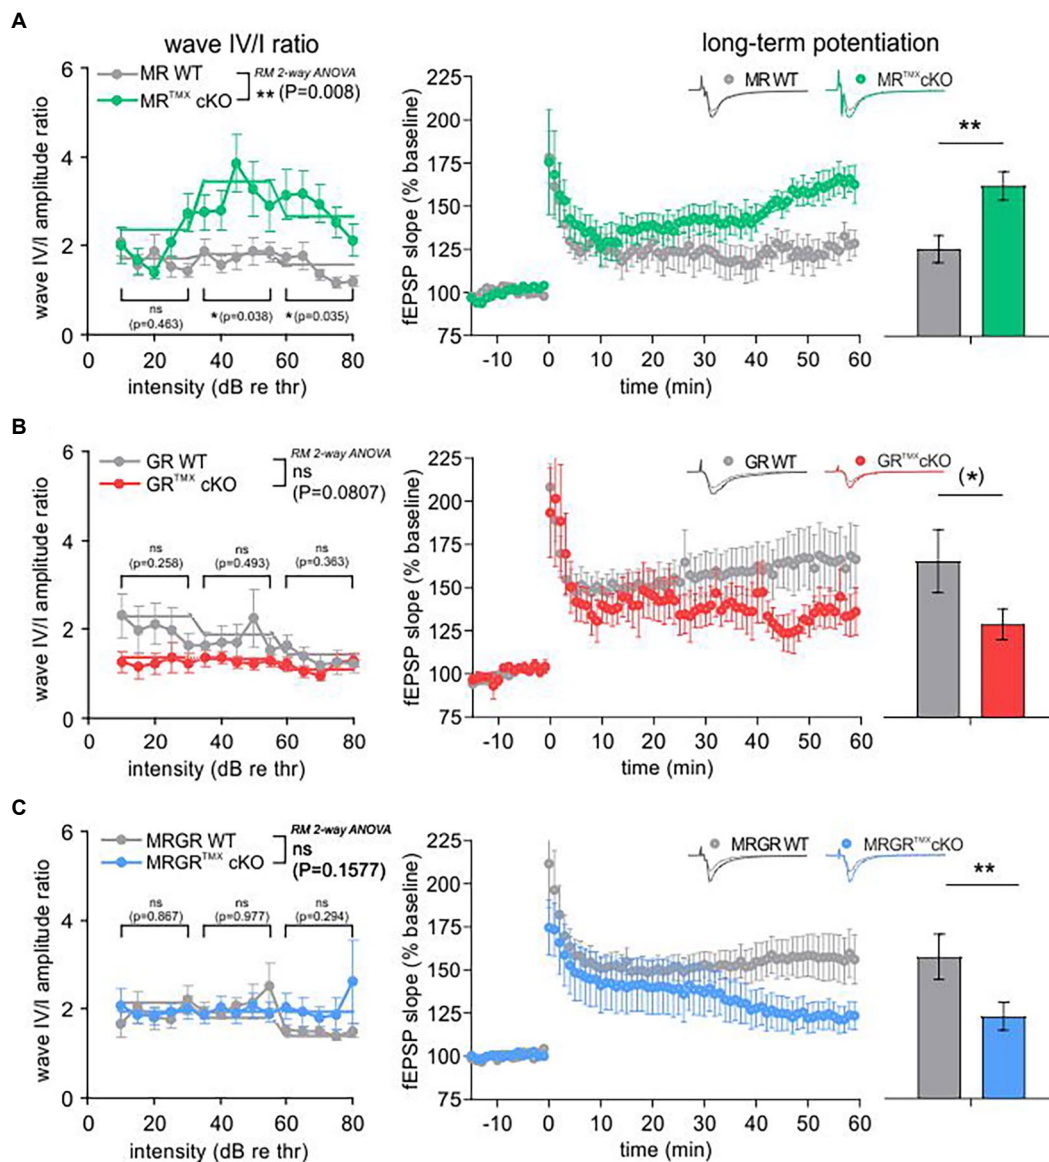 A
wave IV/I ratio
long-term potentiation
MR WT
MRTMX cKO
RM 2-way ANOVA
** (P=0.008)
wave IV/I amplitude ratio
6
4
2
0
ns
(p=0.463)
*(p=0.038)
*(p=0.035)
0 20 40 60 80
intensity (dB re thr)
fEPSP slope (% baseline)
225
200
175
150
125
100
75
MR WT
MRTMX cKO
**
-10 0 10 20 30 40 50 60
time (min)
B
GR WT
GRTMX cKO
RM 2-way ANOVA
ns
(P=0.0807)
wave IV/I amplitude ratio
6
4
2
0
ns
(p=0.258)
ns
(p=0.493)
ns
(p=0.363)
0 20 40 60 80
intensity (dB re thr)
fEPSP slope (% baseline)
225
200
175
150
125
100
75
GR WT
GRTMX cKO
(*)
-10 0 10 20 30 40 50 60
time (min)
C
MRGR WT
MRGRTMX cKO
RM 2-way ANOVA
ns
(P=0.1577)
wave IV/I amplitude ratio
6
4
2
0
ns
(p=0.867)
ns
(p=0.977)
ns
(p=0.294)
0 20 40 60 80
intensity (dB re thr)
fEPSP slope (% baseline)
225
200
175
150
125
100
75
MRGR WT
MRGRTMX cKO
**
-10 0 10 20 30 40 50 60
time (min)